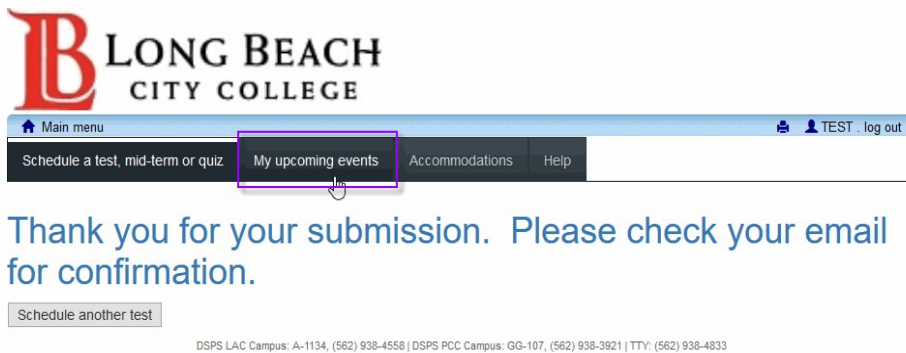 LONG BEACH
CITY COLLEGE
Main menu
TEST . log out
Schedule a test, mid-term or quiz
My upcoming events
Accommodations
Help
Thank you for your submission.  Please check your email
for confirmation.
Schedule another test
DSPS LAC Campus: A-1134, (562) 938-4558 | DSPS PCC Campus: GG-107, (562) 938-3921 | TTY: (562) 938-4833